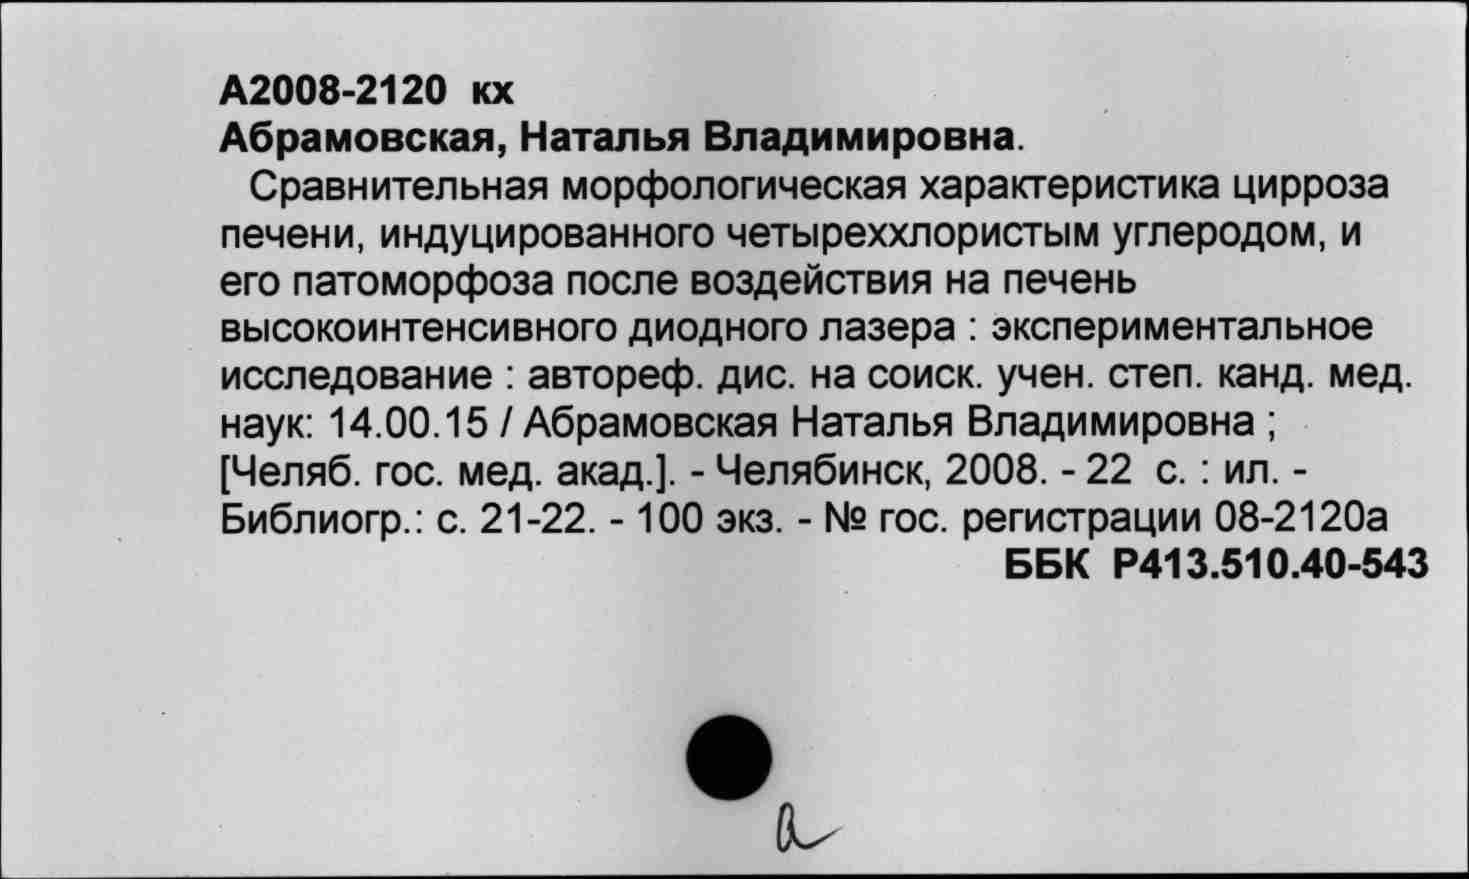 А2008-2120 кх
Абрамовская, Наталья Владимировна.
Сравнительная морфологическая характеристика цирроза
печени, индуцированного четыреххлористым углеродом, и
его патоморфоза после воздействия на печень
высокоинтенсивного диодного лазера : экспериментальное
исследование : автореф. дис. на соиск. учен. степ. канд. мед.
наук: 14.00.15 / Абрамовская Наталья Владимировна ;
[Челяб. гос. мед. акад.]. - Челябинск, 2008. - 22 с. : ил. -
Библиогр.: с. 21-22. - 100 экз. - № гос. регистрации 08-2120а
ББК Р413.510.40-543
а